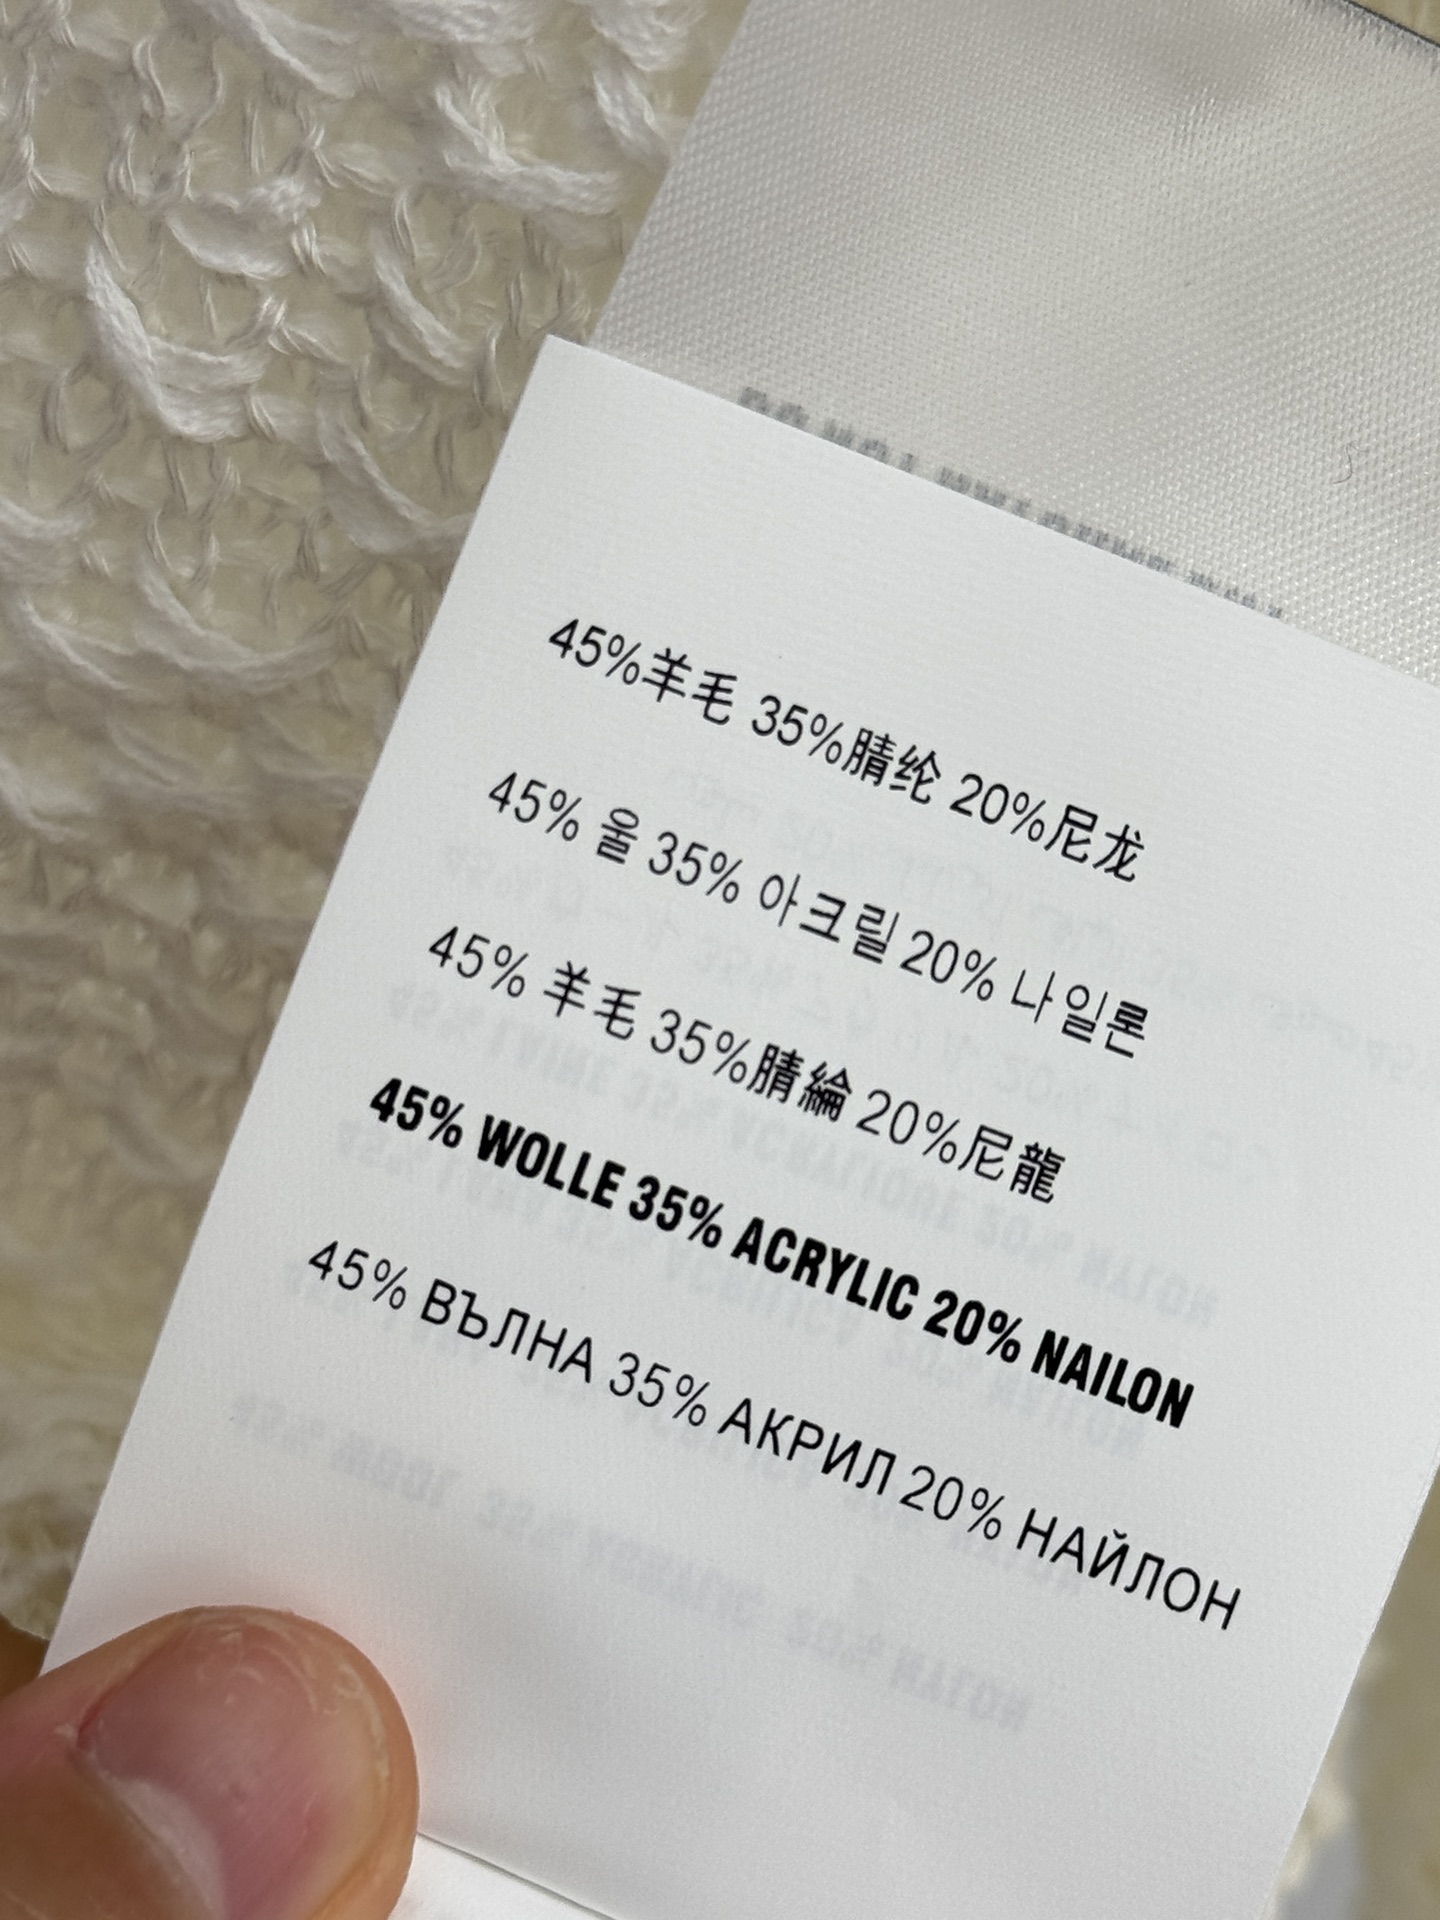 45%羊毛 35%腈纶 20%尼龙
45% 울 35% 아크릴 20% 나일론
45% 羊毛 35%腈綸 20%尼龍
45% WOLLE 35% ACRYLIC 20% NAILON
45% ВЪЛНА 35% АКРИЛ 20% НАЙЛОН